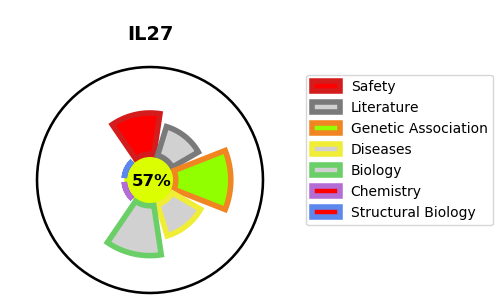 IL27
57%
Safety
Literature
Genetic Association
Diseases
Biology
Chemistry
Structural Biology